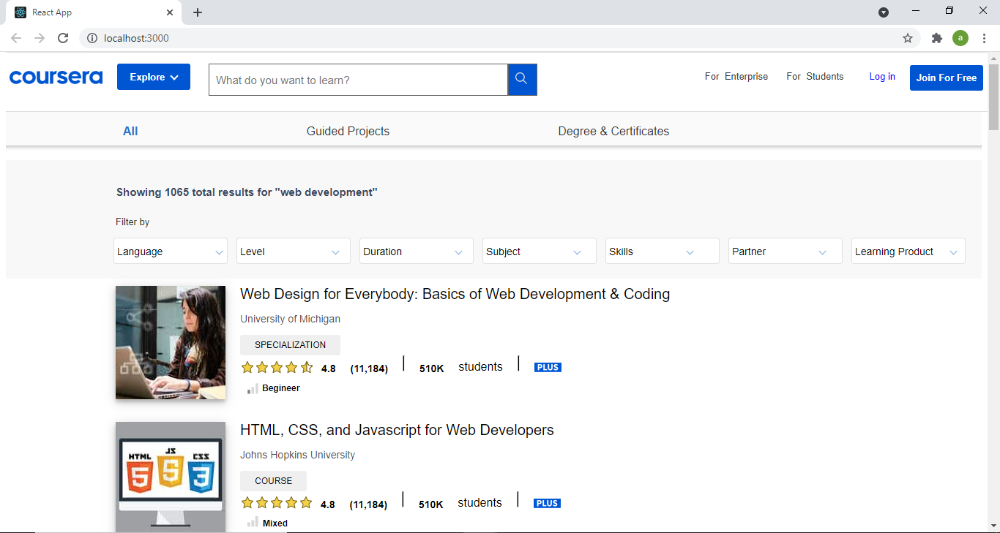 React App
localhost:3000
a
coursera Explore What do you want to learn? For Enterprise For Students Log in Join For Free
All Guided Projects Degree & Certificates
Showing 1065 total results for "web development"
Filter by
Language Level Duration Subject Skills Partner Learning Product
Web Design for Everybody: Basics of Web Development & Coding
University of Michigan
SPECIALIZATION
4.8 (11,184) 510K students PLUS
Begineer
HTML, CSS, and Javascript for Web Developers
Johns Hopkins University
HTML JS CSS
5 5 3
COURSE
4.8 (11,184) 510K students PLUS
Mixed